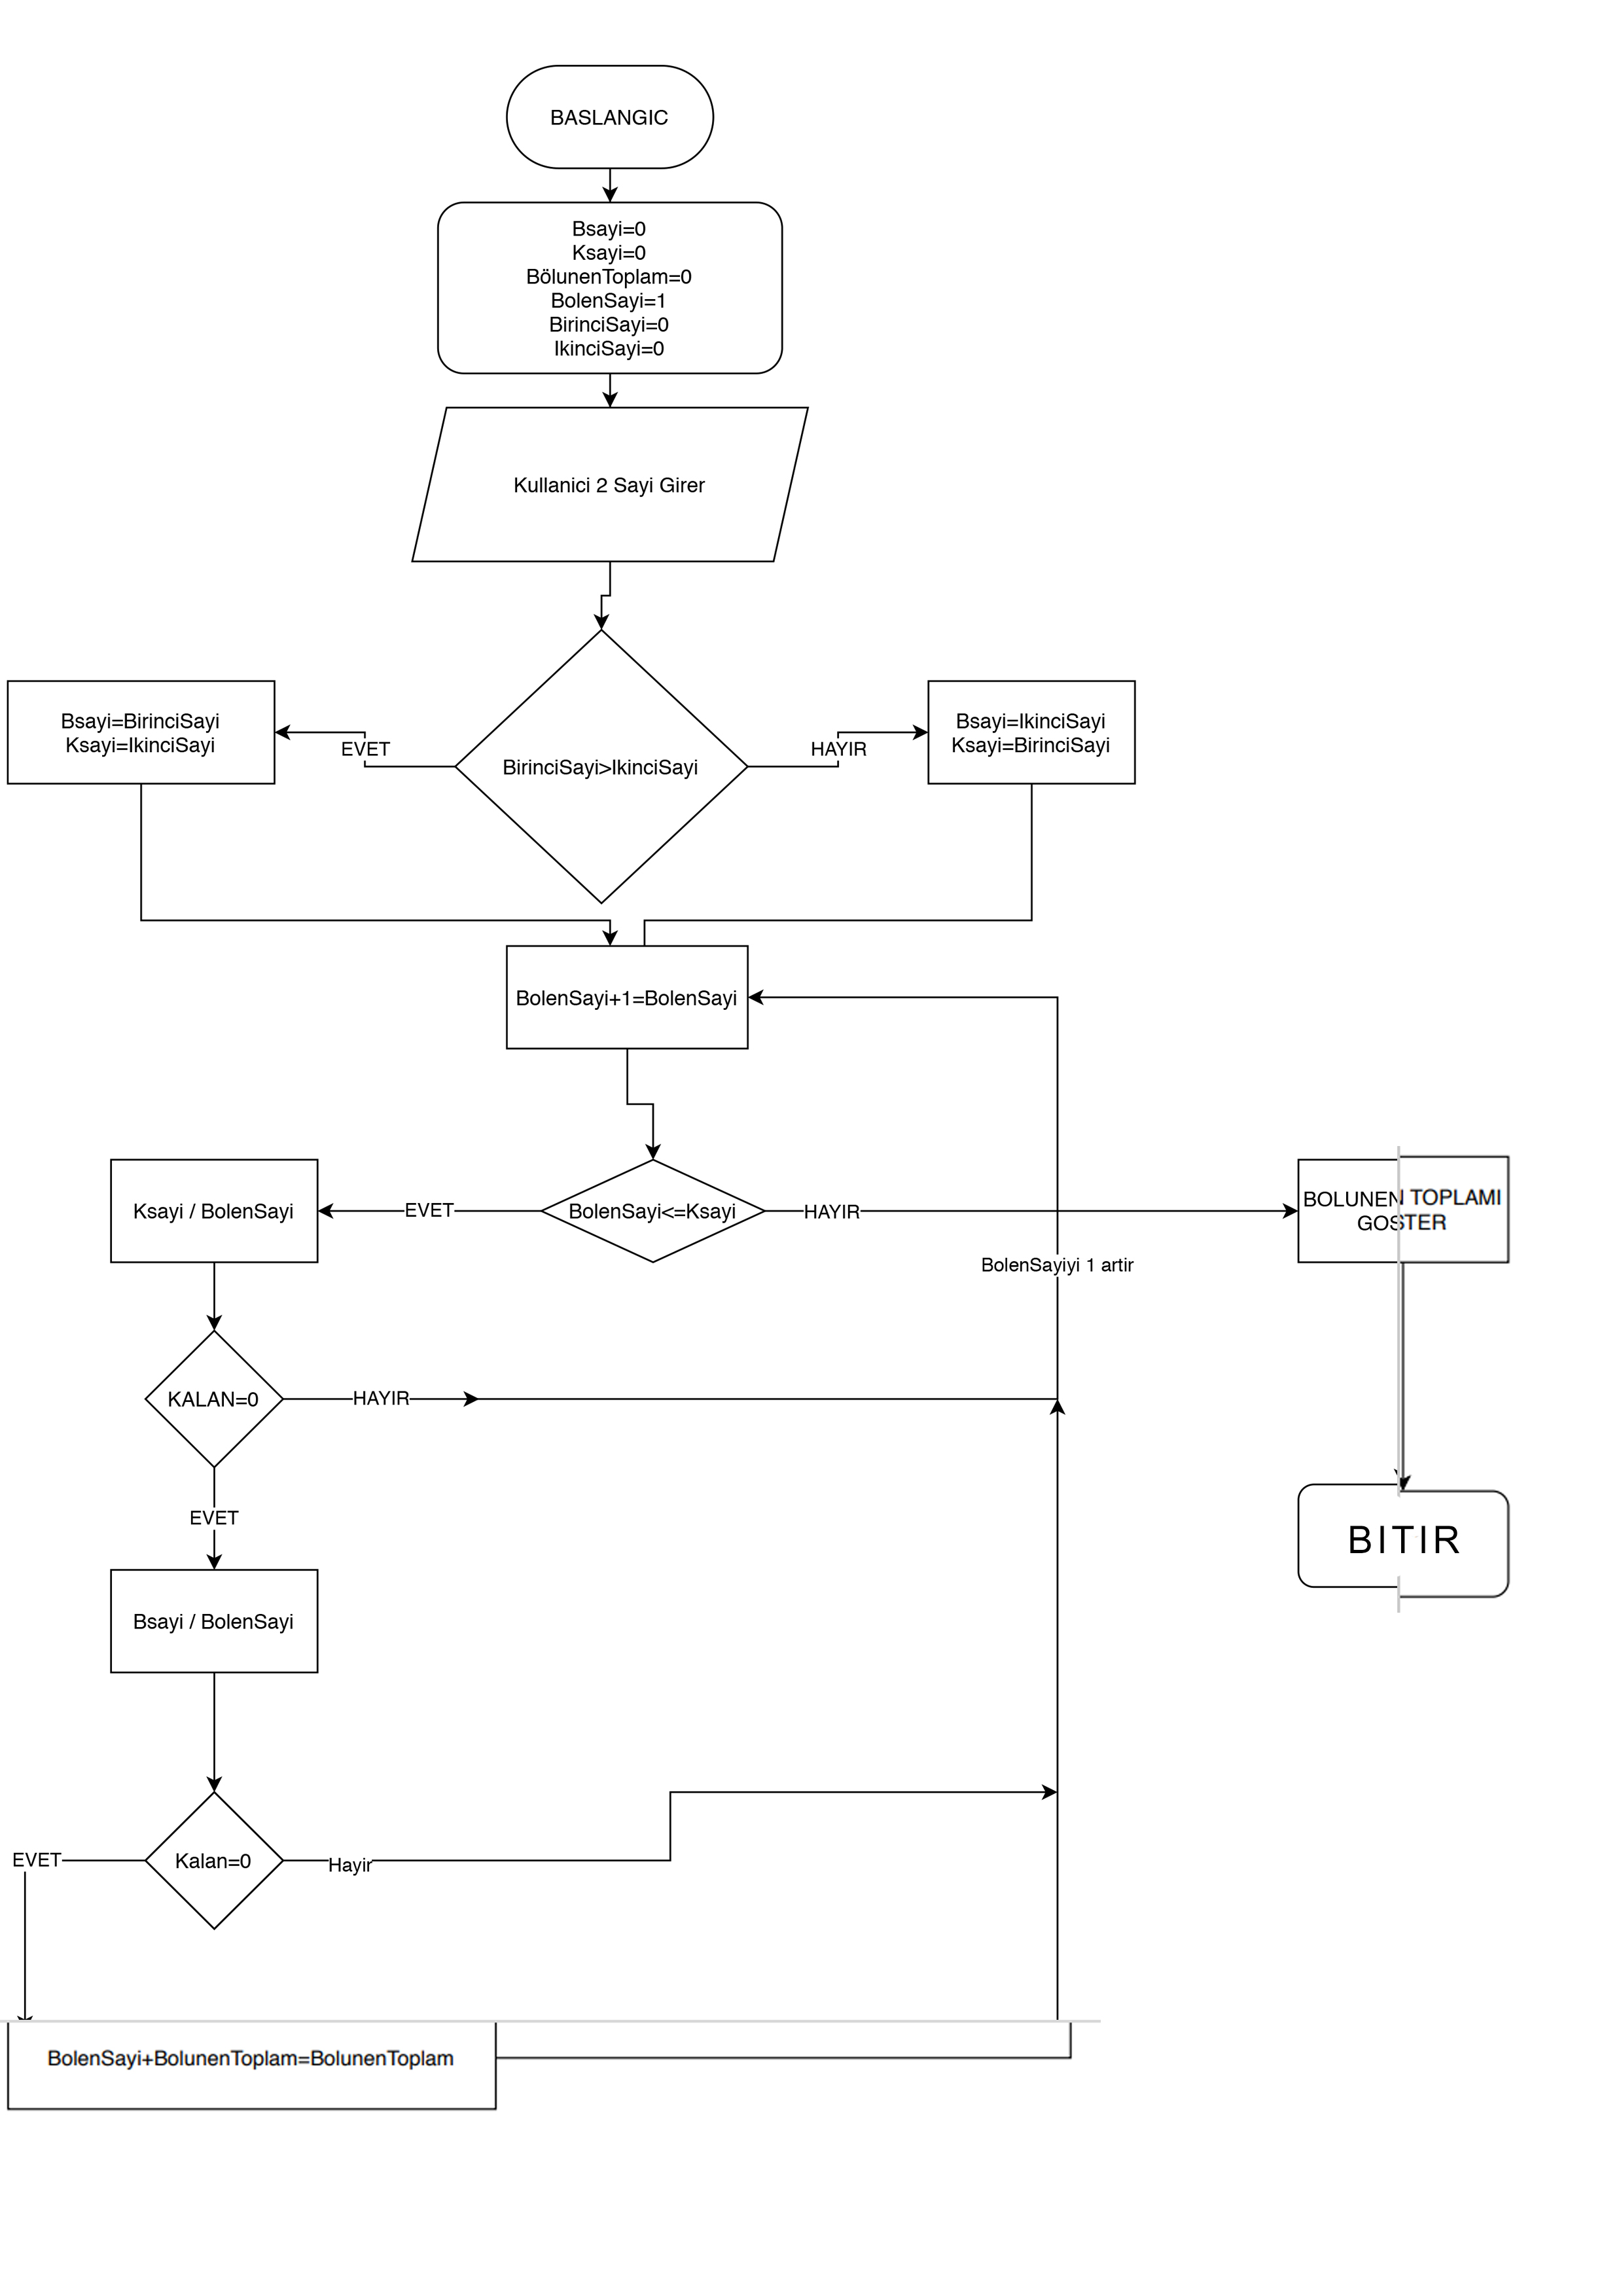 BASLANGIC
Bsayi=0
Ksayi=0
BölunenToplam=0
BolenSayi=1
BirinciSayi=0
IkinciSayi=0
Kullanici 2 Sayi Girer
Bsayi=BirinciSayi
Ksayi=IkinciSayi
EVET
BirinciSayi>IkinciSayi
HAYIR
Bsayi=IkinciSayi
Ksayi=BirinciSayi
BolenSayi+1=BolenSayi
Ksayi / BolenSayi
EVET
BolenSayi<=Ksayi
HAYIR
BOLUNEN TOPLAMI
GOSTER
BolenSayiyi 1 artir
KALAN=0
HAYIR
EVET
BITIR
Bsayi / BolenSayi
EVET
Kalan=0
Hayir
BolenSayi+BolunenToplam=BolunenToplam